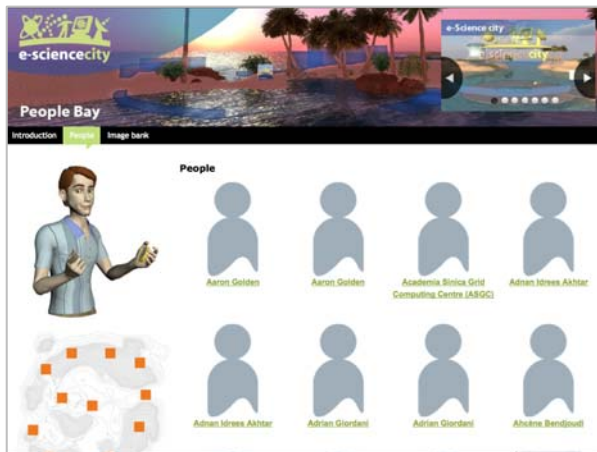 e-sciencecity
e-Science city
e-sciencecity
People Bay
Introduction People Image bank
People
Aaron Golden Aaron Golden Academia Sinica Grid Computing Centre (ASGC) Adnan Idrees Akhtar
Adnan Idrees Akhtar Adrian Giordani Adrian Giordani Ahcène Bendjoudi